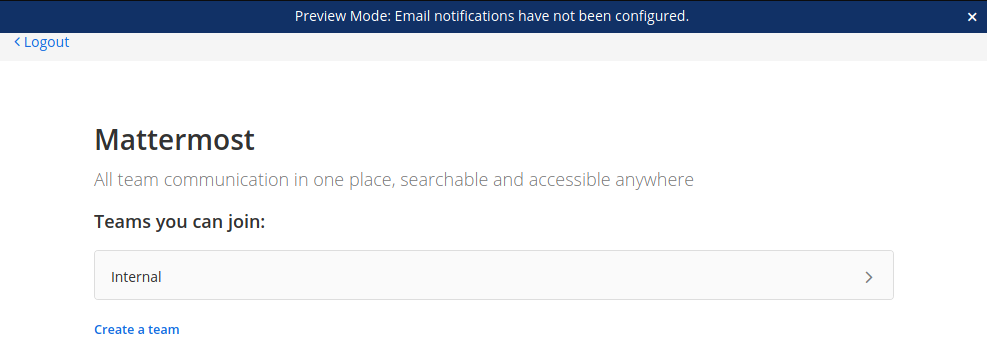 Preview Mode: Email notifications have not been configured.
Logout
Mattermost
All team communication in one place, searchable and accessible anywhere
Teams you can join:
Internal
Create a team